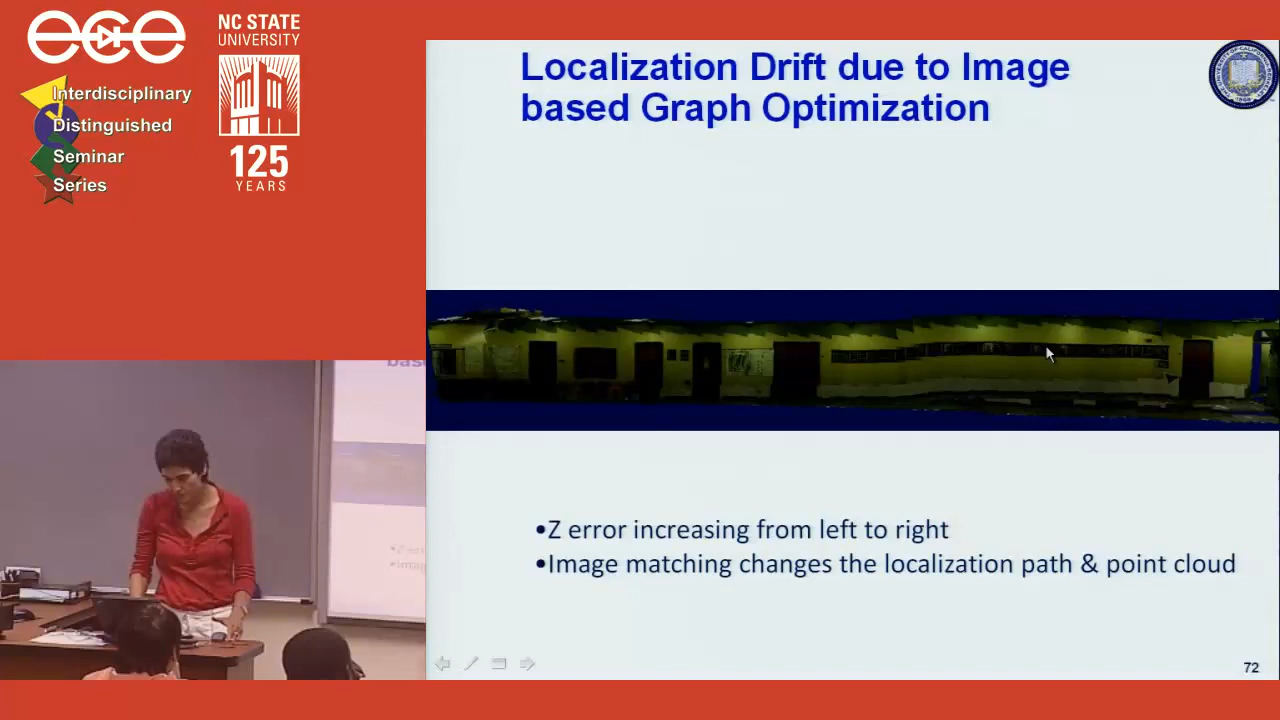 ece
NC STATE
UNIVERSITY
Interdisciplinary
Distinguished
Seminar
Series
125
YEARS
Localization Drift due to Image
based Graph Optimization
•Z error increasing from left to right
•Image matching changes the localization path & point cloud
72